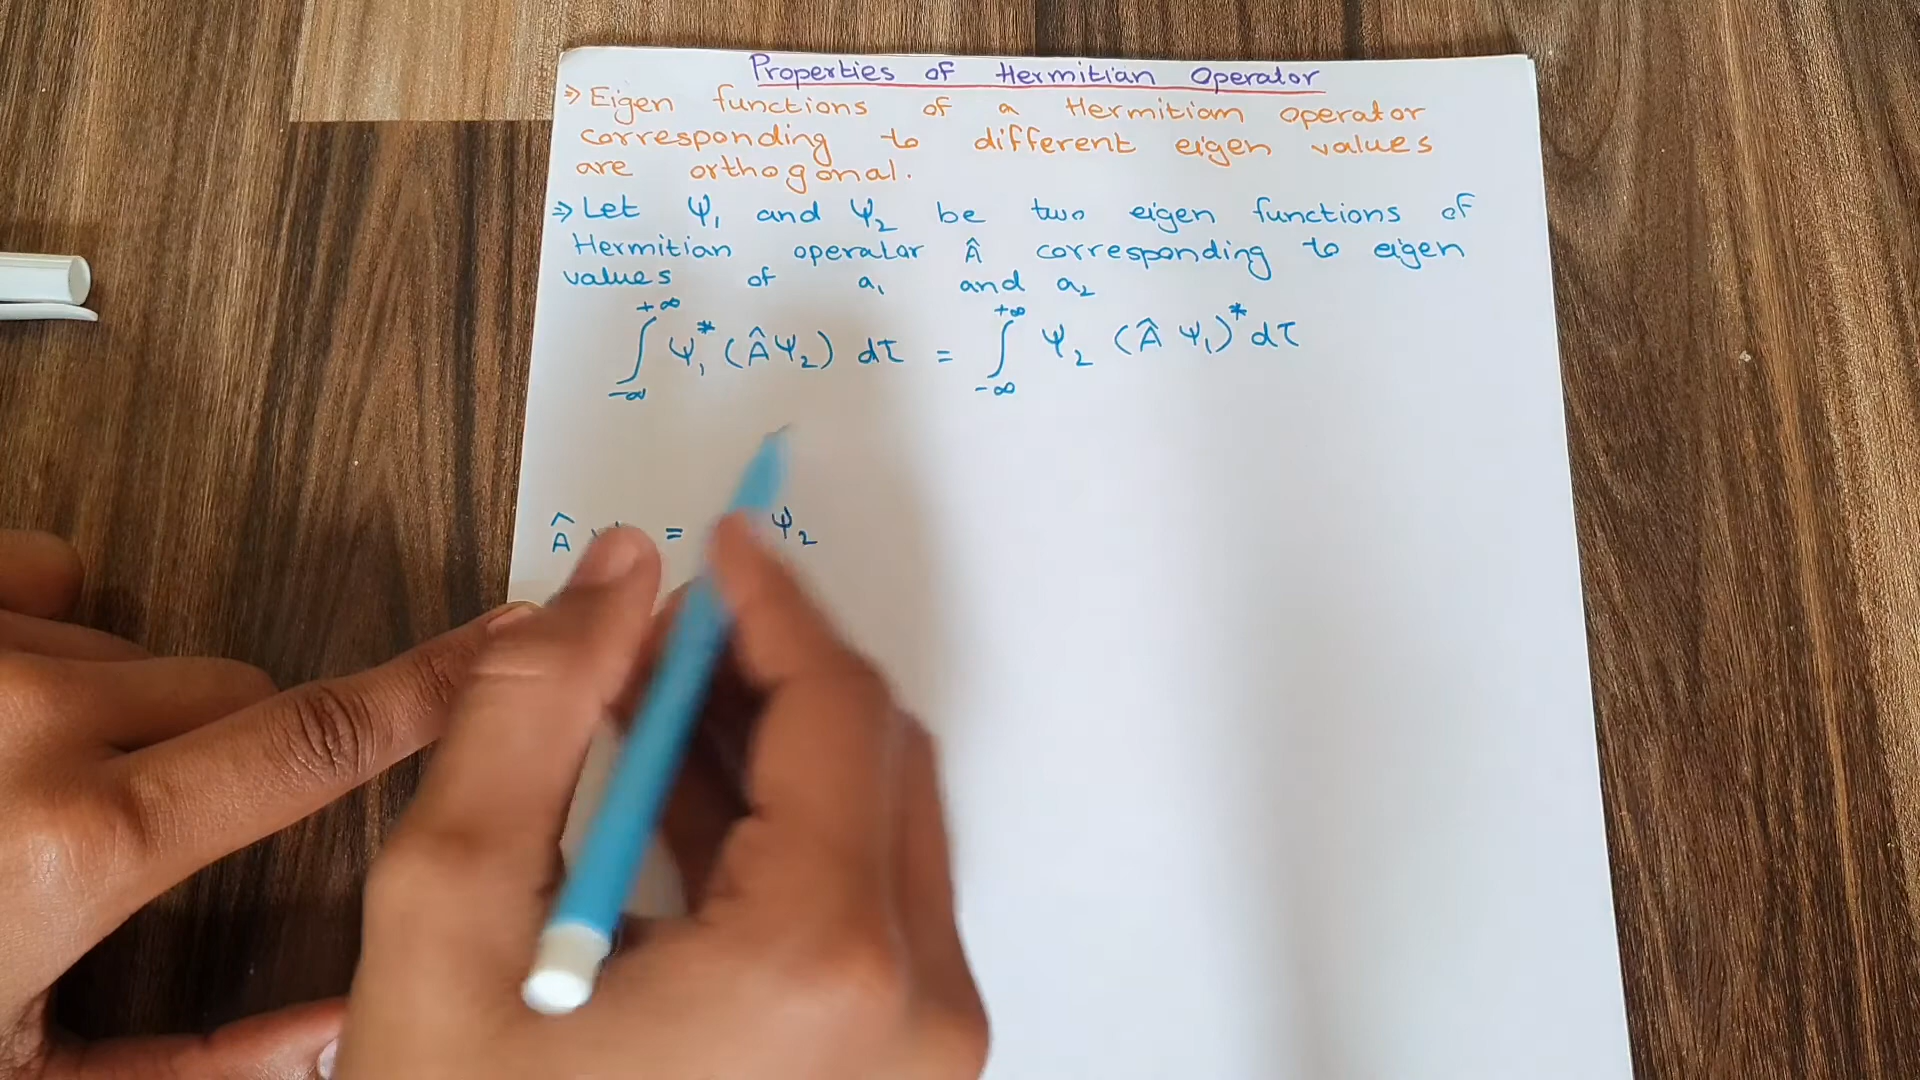 Properties of Hermitian Operator
⇒ Eigen functions of a Hermitian operator
corresponding to different eigen values
are orthogonal.
⇒ Let Ψ₁ and Ψ₂ be two eigen functions of
Hermitian operator Â corresponding to eigen
values of a₁ and a₂
∫₋∞⁺∞ Ψ₁* (Â Ψ₂) dτ = ∫₋∞⁺∞ Ψ₂ (Â Ψ₁)* dτ
Â = Ψ₂